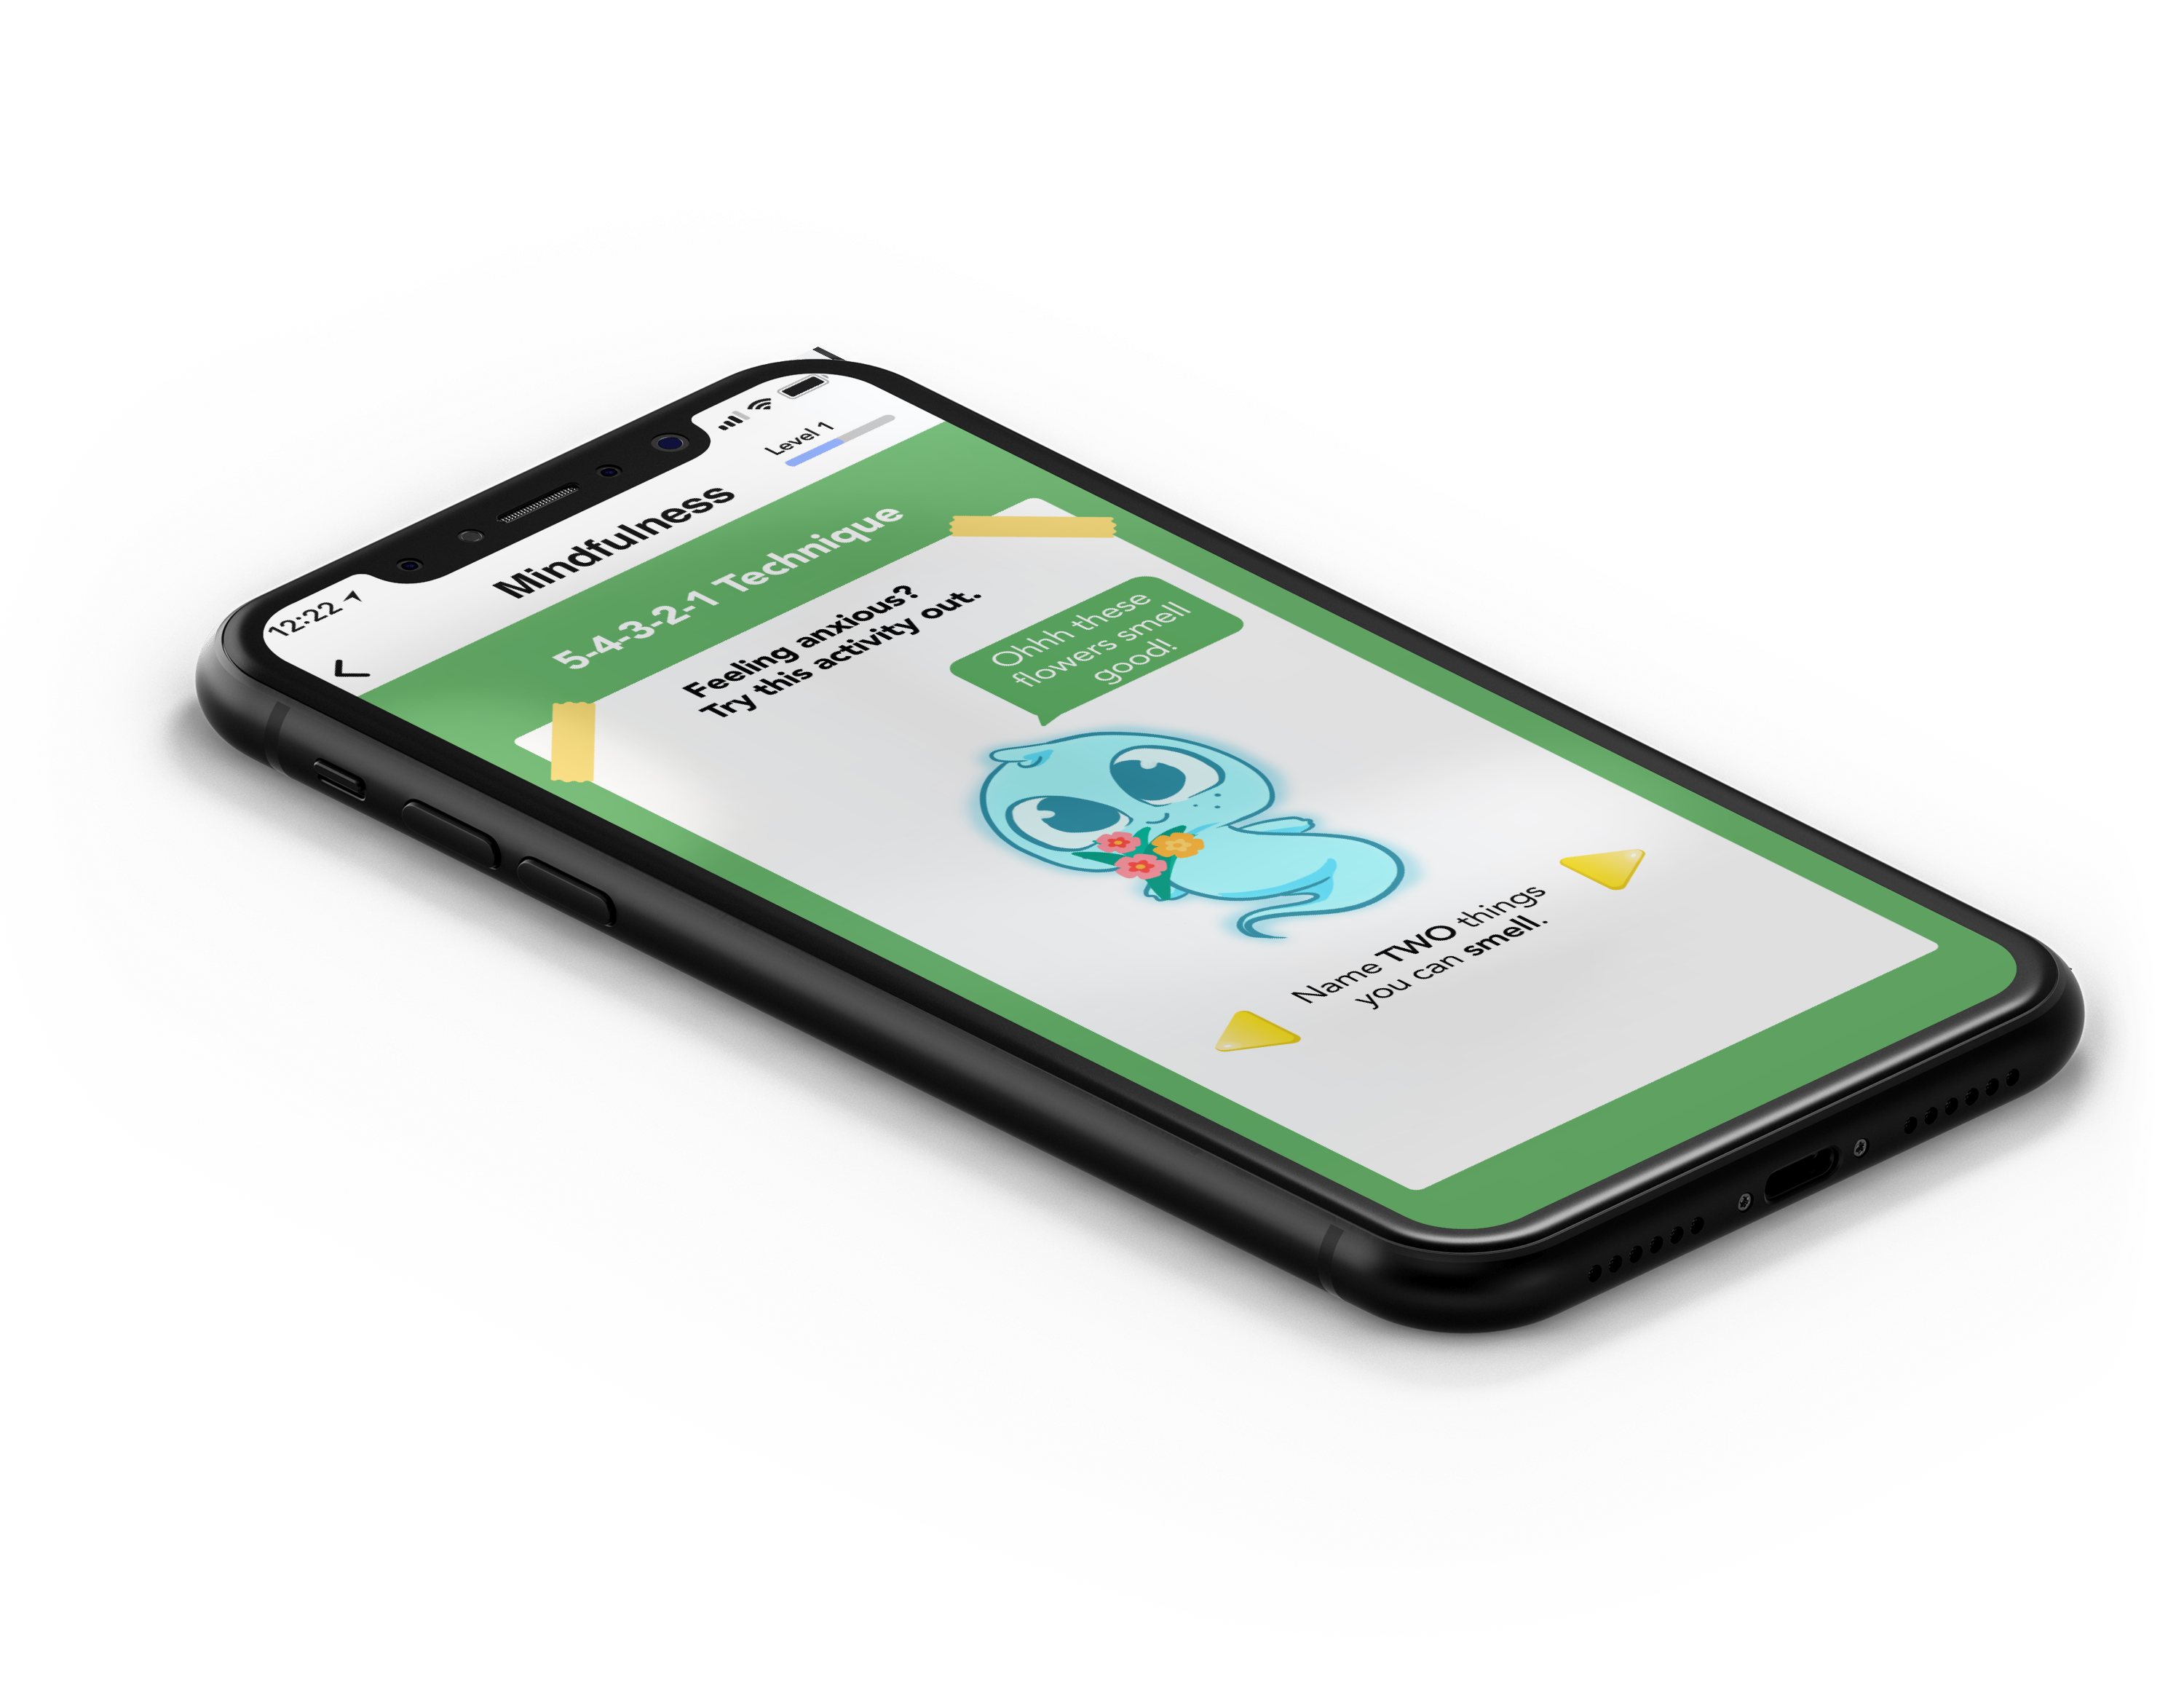 12:22
Mindfulness
Level 1
5-4-3-2-1 Technique
Feeling anxious?
Try this activity out.
Ohhh these
flowers smell
good!
Name TWO things
you can smell.